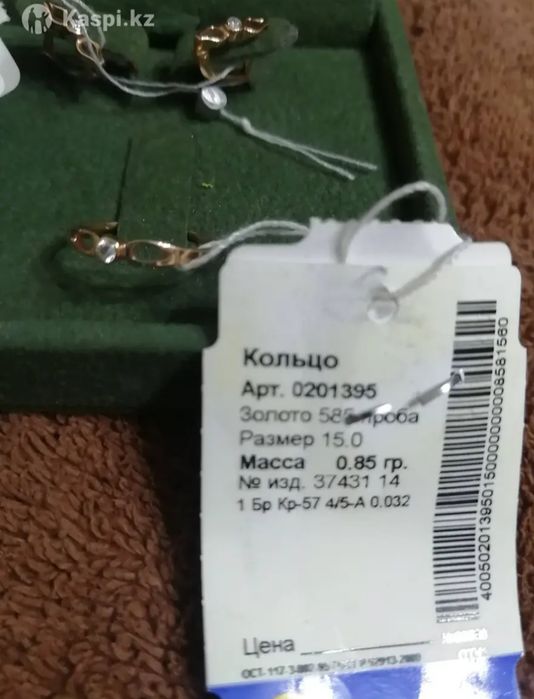 Kaspi.kz
Кольцо
Арт. 0201395
Золото 585 проба
Размер 15.0
Масса 0.85 гр.
№ изд. 37431 14
1 Бр Кр-57 4/5-А 0.032
Цена
400502013950150000000008581560